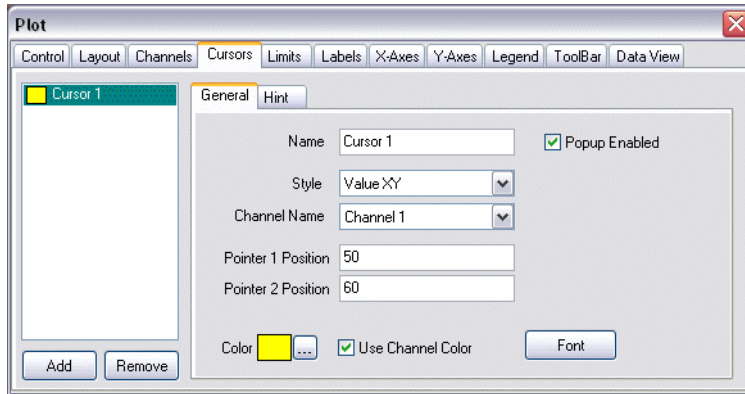 Plot
Control Layout Channels Cursors Limits Labels X-Axes Y-Axes Legend ToolBar Data View
Cursor 1
General Hint
Name Cursor 1 Popup Enabled
Style Value XY
Channel Name Channel 1
Pointer 1 Position 50
Pointer 2 Position 60
Color ... Use Channel Color Font
Add Remove